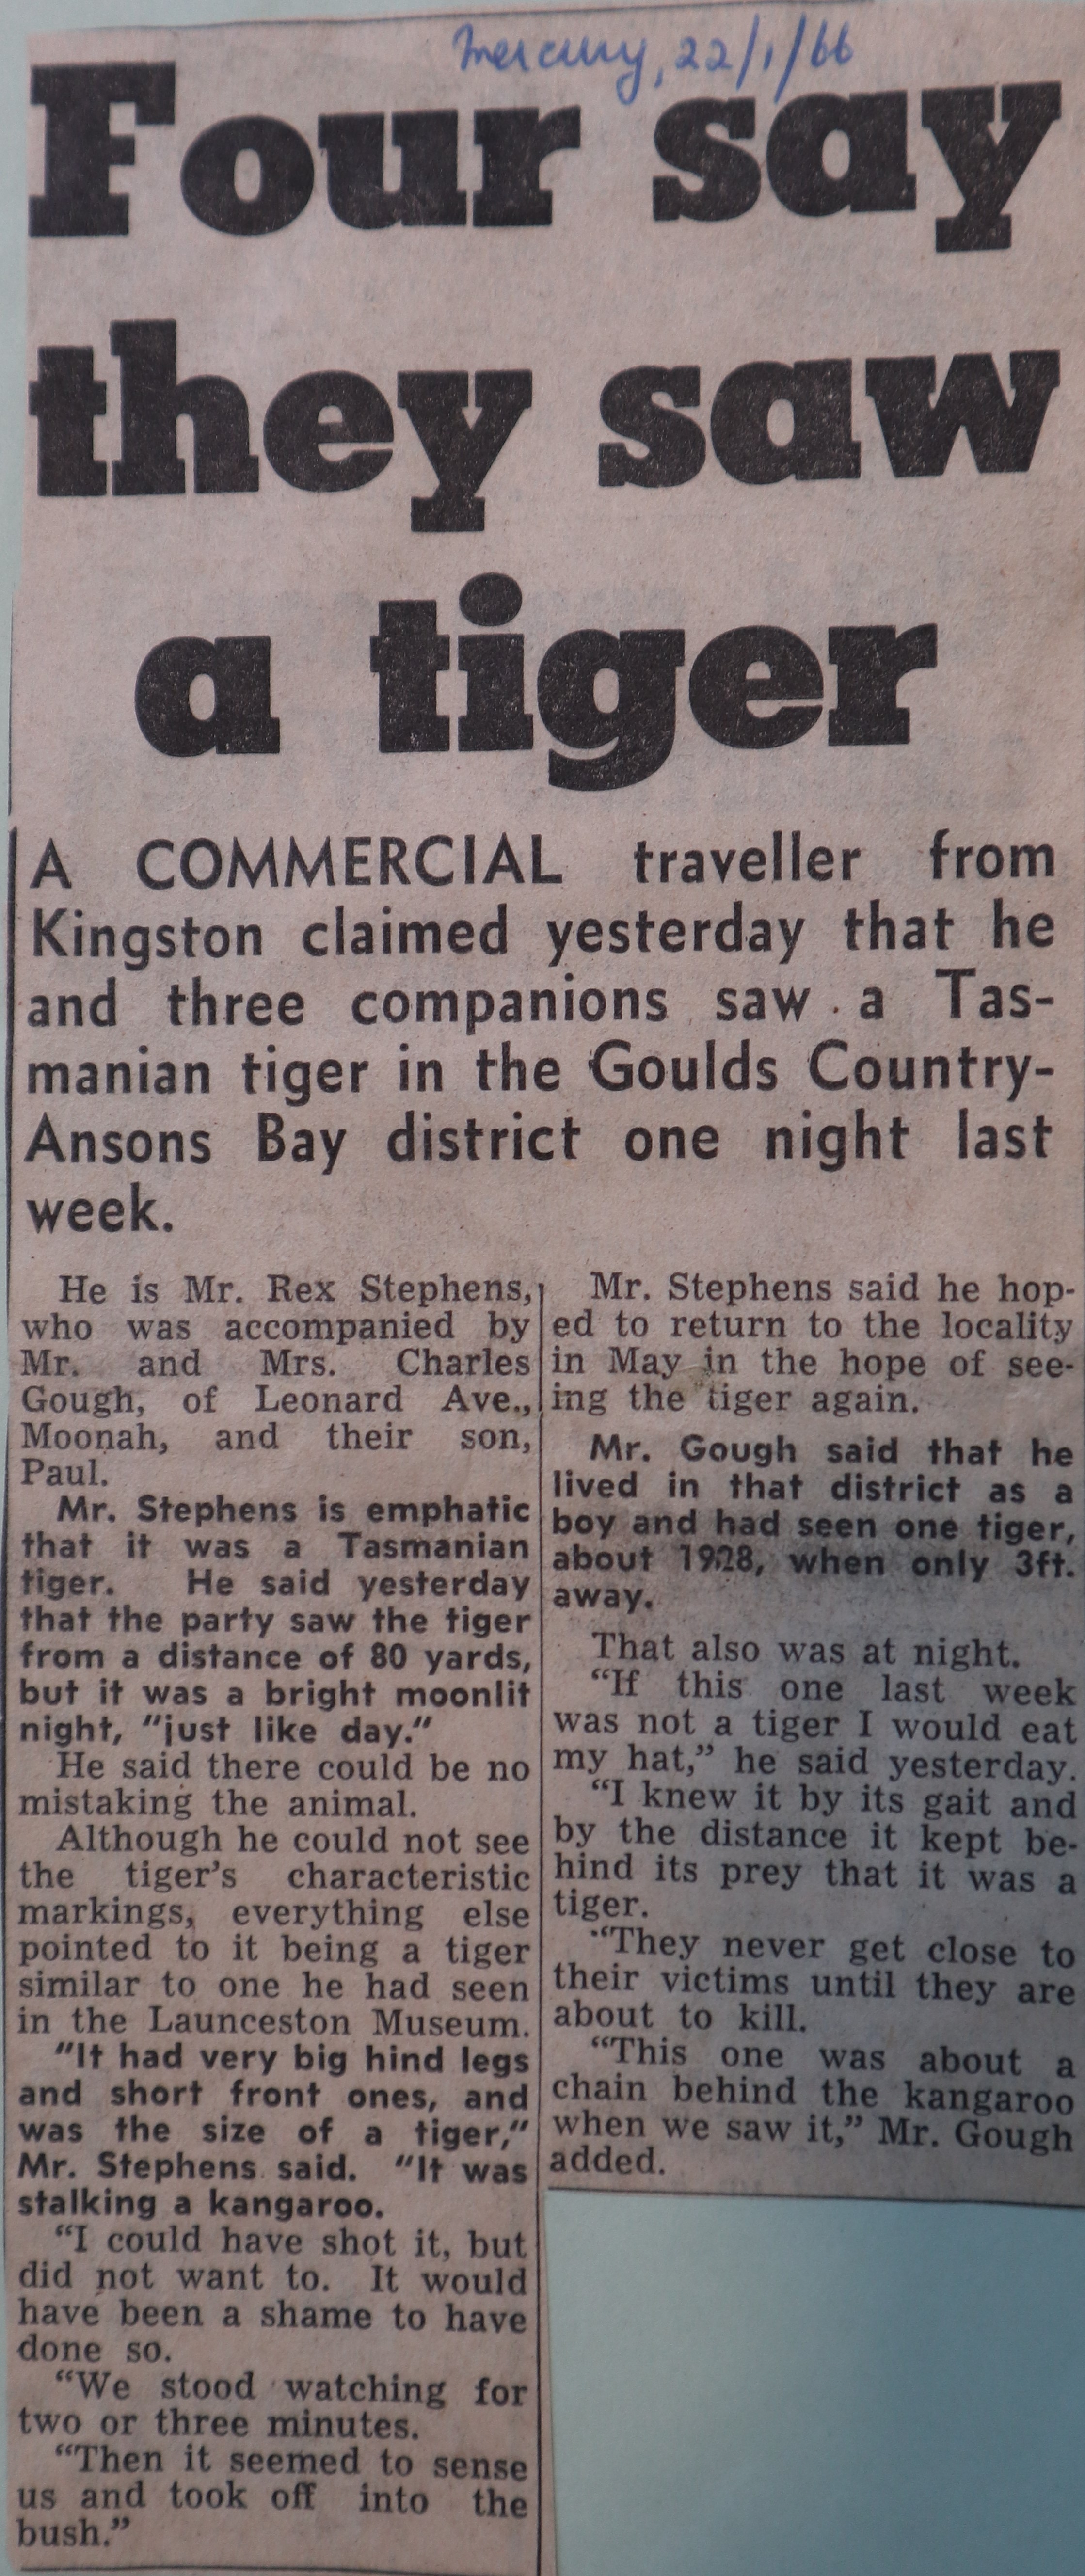 Mercury, 22/1/66
Four say
they saw
a tiger
A COMMERCIAL traveller from
Kingston claimed yesterday that he
and three companions saw a Tas-
manian tiger in the Goulds Country-
Ansons Bay district one night last
week.
He is Mr. Rex Stephens,
who was accompanied by
Mr. and Mrs. Charles
Gough, of Leonard Ave.,
Moonah, and their son,
Paul.
Mr. Stephens is emphatic
that it was a Tasmanian
tiger. He said yesterday
that the party saw the tiger
from a distance of 80 yards,
but it was a bright moonlit
night, "just like day."
He said there could be no
mistaking the animal.
Although he could not see
the tiger's characteristic
markings, everything else
pointed to it being a tiger
similar to one he had seen
in the Launceston Museum.
"It had very big hind legs
and short front ones, and
was the size of a tiger,"
Mr. Stephens said. "It was
stalking a kangaroo.
"I could have shot it, but
did not want to. It would
have been a shame to have
done so.
"We stood watching for
two or three minutes.
"Then it seemed to sense
us and took off into the
bush."
Mr. Stephens said he hop-
ed to return to the locality
in May in the hope of see-
ing the tiger again.
Mr. Gough said that he
lived in that district as a
boy and had seen one tiger,
about 1928, when only 3ft.
away.
That also was at night.
"If this one last week
was not a tiger I would eat
my hat," he said yesterday.
"I knew it by its gait and
by the distance it kept be-
hind its prey that it was a
tiger.
"They never get close to
their victims until they are
about to kill.
"This one was about a
chain behind the kangaroo
when we saw it," Mr. Gough
added.